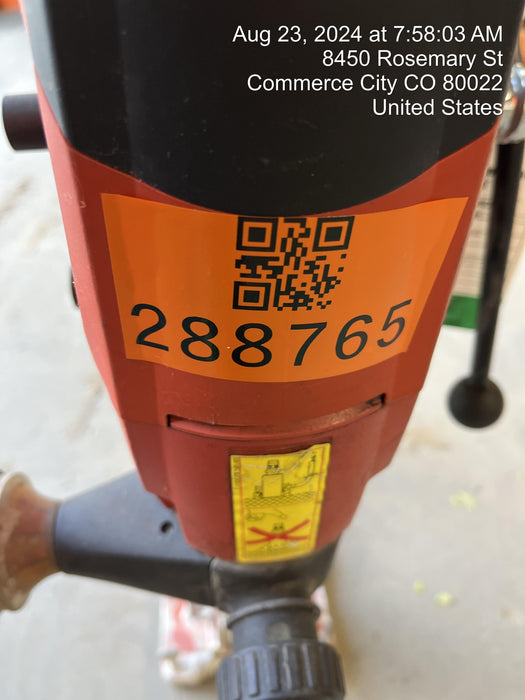 Aug 23, 2024 at 7:58:03 AM
8450 Rosemary St
Commerce City CO 80022
United States
288765